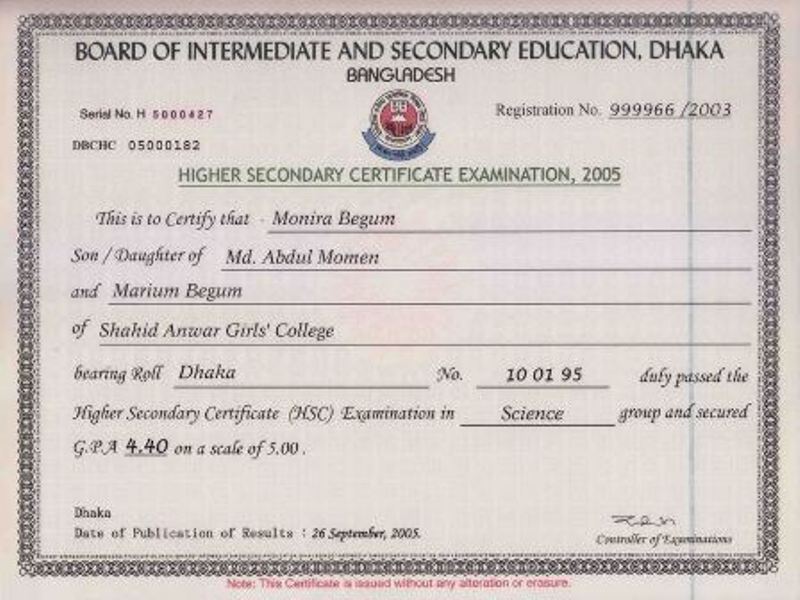 BOARD OF INTERMEDIATE AND SECONDARY EDUCATION, DHAKA
BANGLADESH
Serial No. H 5000427
Registration No. 999966 /2003
DBCHC 05000182
HIGHER SECONDARY CERTIFICATE EXAMINATION, 2005
This is to Certify that - Monira Begum
Son / Daughter of Md. Abdul Momen
and Marium Begum
of Shahid Anwar Girls' College
bearing Roll Dhaka No. 10 01 95 duly passed the
Higher Secondary Certificate (HSC) Examination in Science group and secured
G.P.A 4.40 on a scale of 5.00.
Dhaka
Date of Publication of Results : 26 September, 2005.
Controller of Examinations
Note: This Certificate is issued without any alteration or erasure.